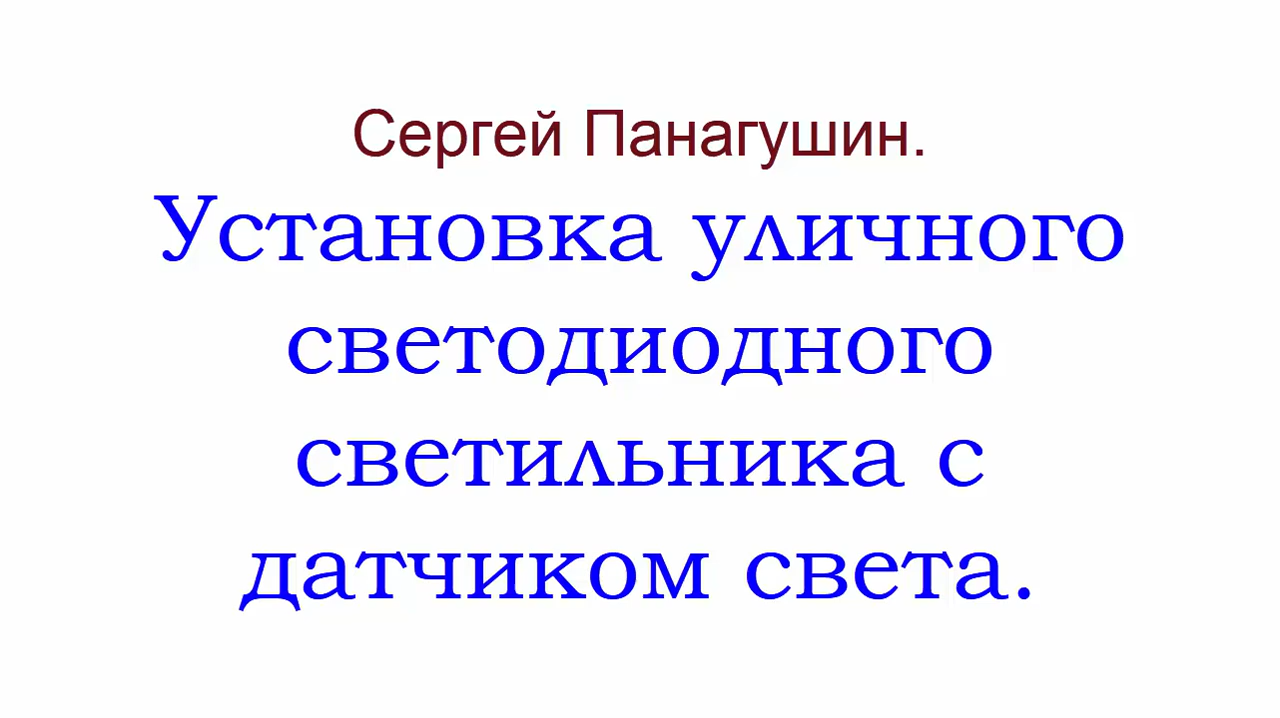 Сергей Панагушин.
Установка уличного
светодиодного
светильника с
датчиком света.